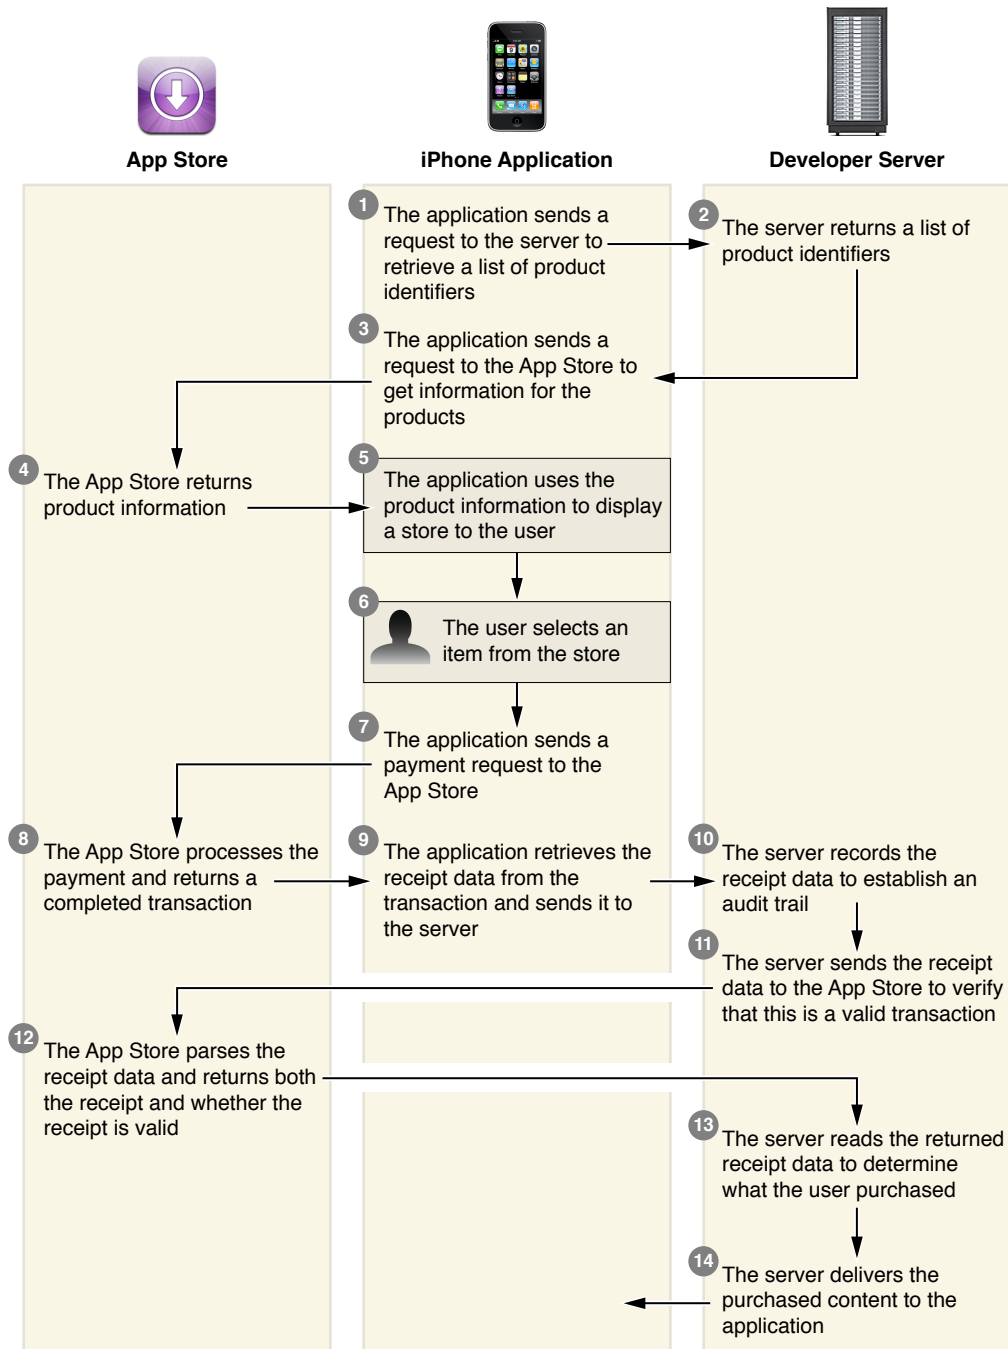 App Store
iPhone Application
Developer Server
1
The application sends a
request to the server to
retrieve a list of product
identifiers
2
The server returns a list of
product identifiers
3
The application sends a
request to the App Store to
get information for the
products
4
The App Store returns
product information
5
The application uses the
product information to display
a store to the user
6
The user selects an
item from the store
7
The application sends a
payment request to the
App Store
8
The App Store processes the
payment and returns a
completed transaction
9
The application retrieves the
receipt data from the
transaction and sends it to
the server
10
The server records the
receipt data to establish an
audit trail
11
The server sends the receipt
data to the App Store to verify
that this is a valid transaction
12
The App Store parses the
receipt data and returns both
the receipt and whether the
receipt is valid
13
The server reads the returned
receipt data to determine
what the user purchased
14
The server delivers the
purchased content to the
application